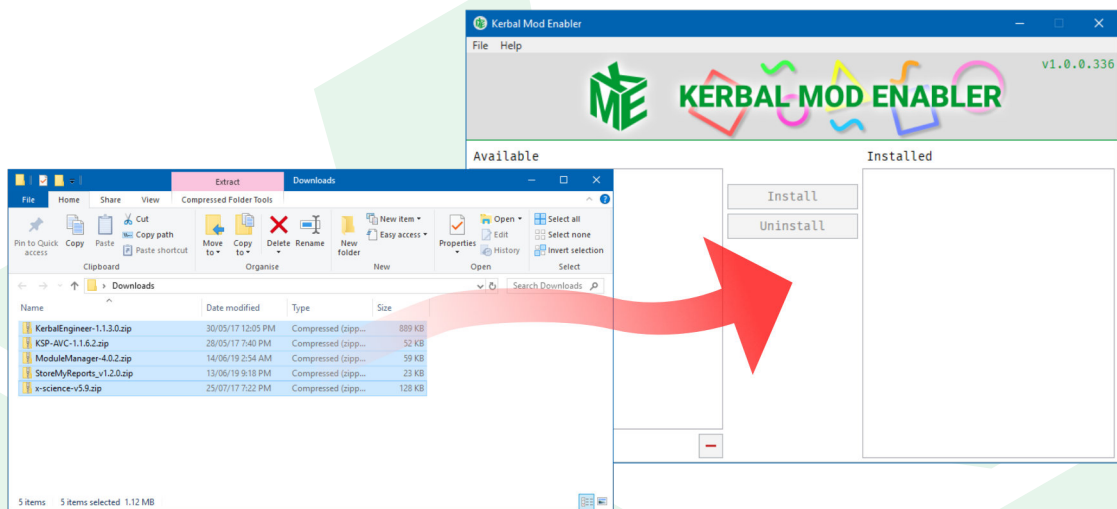 Kerbal Mod Enabler
File Help
v1.0.0.336
KERBAL MOD ENABLER
Available
Installed
Install
Uninstall
Extract
Downloads
File Home Share View Compressed Folder Tools
Pin to Quick access
Copy
Paste
Cut
Copy path
Paste shortcut
Clipboard
Move to
Copy to
Delete
Rename
Organise
New folder
New item
Easy access
New
Properties
Open
Edit
History
Open
Select all
Select none
Invert selection
Select
Downloads
Search Downloads
Name Date modified Type Size
KerbalEngineer-1.1.3.0.zip 30/05/17 12:05 PM Compressed (zipp... 889 KB
KSP-AVC-1.1.6.2.zip 28/05/17 7:40 PM Compressed (zipp... 52 KB
ModuleManager-4.0.2.zip 14/06/19 2:54 AM Compressed (zipp... 59 KB
StoreMyReports_v1.2.0.zip 13/06/19 9:18 PM Compressed (zipp... 23 KB
x-science-v5.9.zip 25/07/17 7:22 PM Compressed (zipp... 128 KB
5 items 5 items selected 1.12 MB